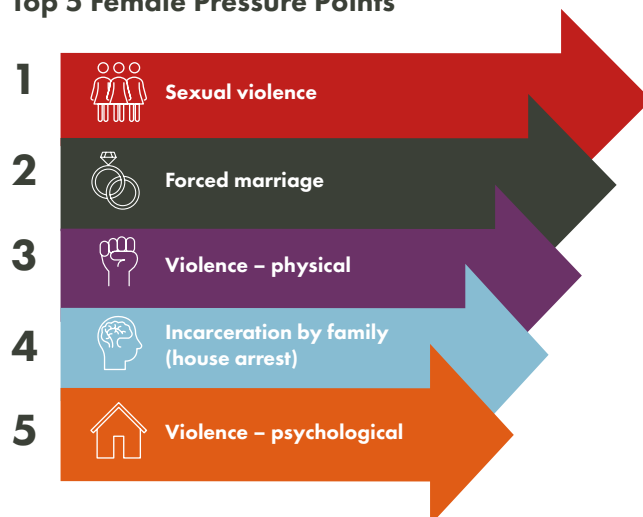 Top 5 Female Pressure Points
1
Sexual violence
2
Forced marriage
3
Violence – physical
4
Incarceration by family
(house arrest)
5
Violence – psychological